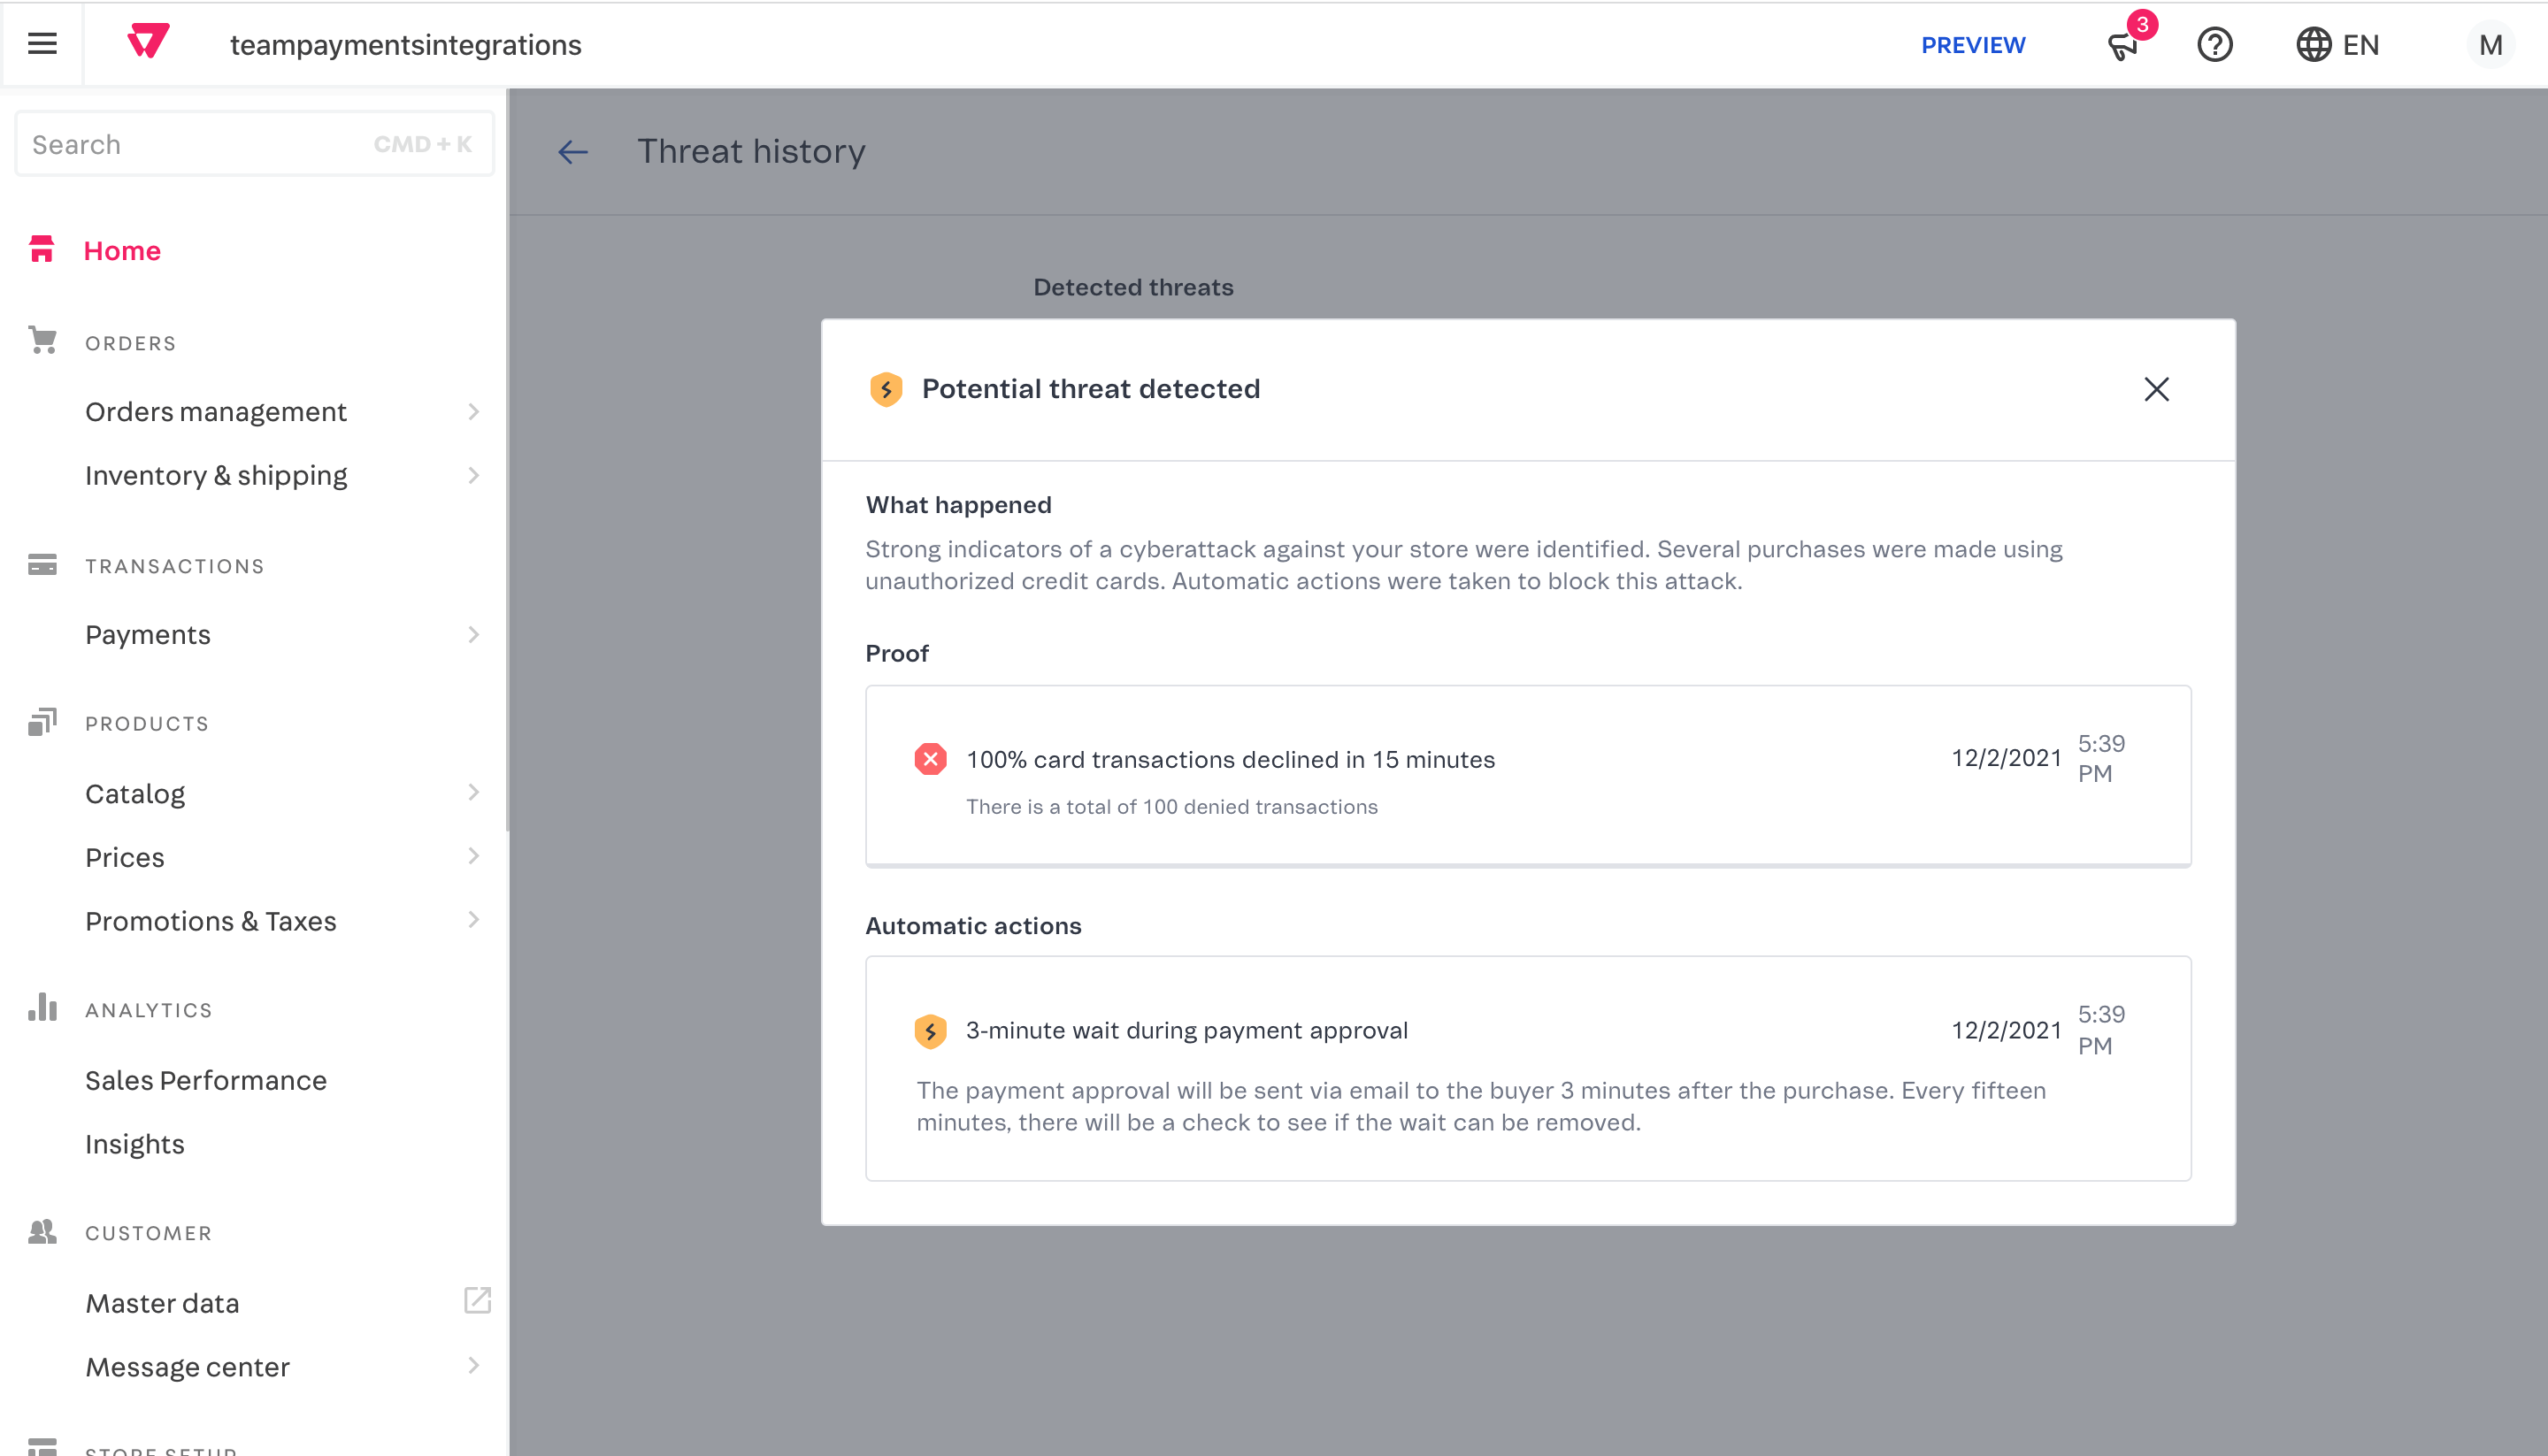 teampaymentsintegrations
PREVIEW
3
EN
M
Search
CMD + K
Home
ORDERS
Orders management
Inventory & shipping
TRANSACTIONS
Payments
PRODUCTS
Catalog
Prices
Promotions & Taxes
ANALYTICS
Sales Performance
Insights
CUSTOMER
Master data
Message center
STORE SETUP
Threat history
Detected threats
Potential threat detected
What happened
Strong indicators of a cyberattack against your store were identified. Several purchases were made using
unauthorized credit cards. Automatic actions were taken to block this attack.
Proof
100% card transactions declined in 15 minutes
12/2/2021
5:39
PM
There is a total of 100 denied transactions
Automatic actions
3-minute wait during payment approval
12/2/2021
5:39
PM
The payment approval will be sent via email to the buyer 3 minutes after the purchase. Every fifteen
minutes, there will be a check to see if the wait can be removed.